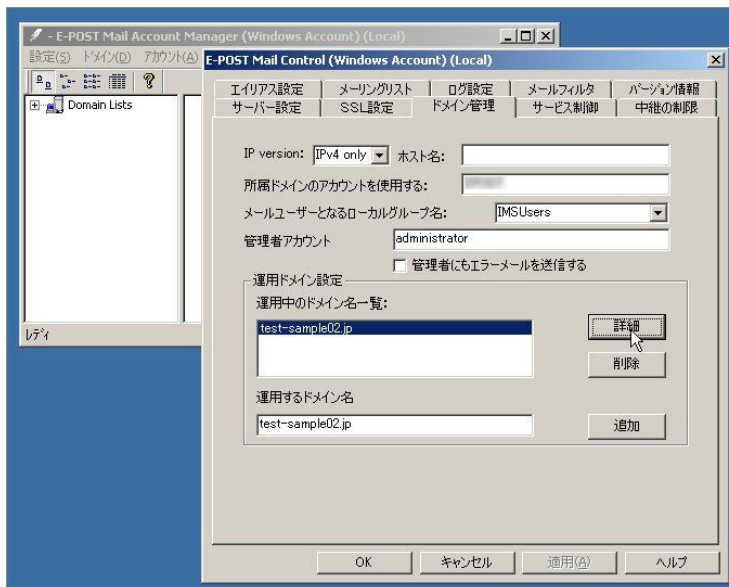 - E-POST Mail Account Manager (Windows Account) (Local)
設定(S) ドメイン(D) アカウント(A)
Domain Lists
レディ
E-POST Mail Control (Windows Account) (Local)
エイリアス設定 メーリングリスト ログ設定 メールフィルタ バージョン情報
サーバー設定 SSL設定 ドメイン管理 サービス制御 中継の制限
IP version: IPv4 only ホスト名:
所属ドメインのアカウントを使用する:
メールユーザーとなるローカルグループ名: IMSUsers
管理者アカウント administrator
管理者にもエラーメールを送信する
運用ドメイン設定
運用中のドメイン名一覧:
test-sample02.jp 詳細
削除
運用するドメイン名
test-sample02.jp 追加
OK キャンセル 適用(A) ヘルプ